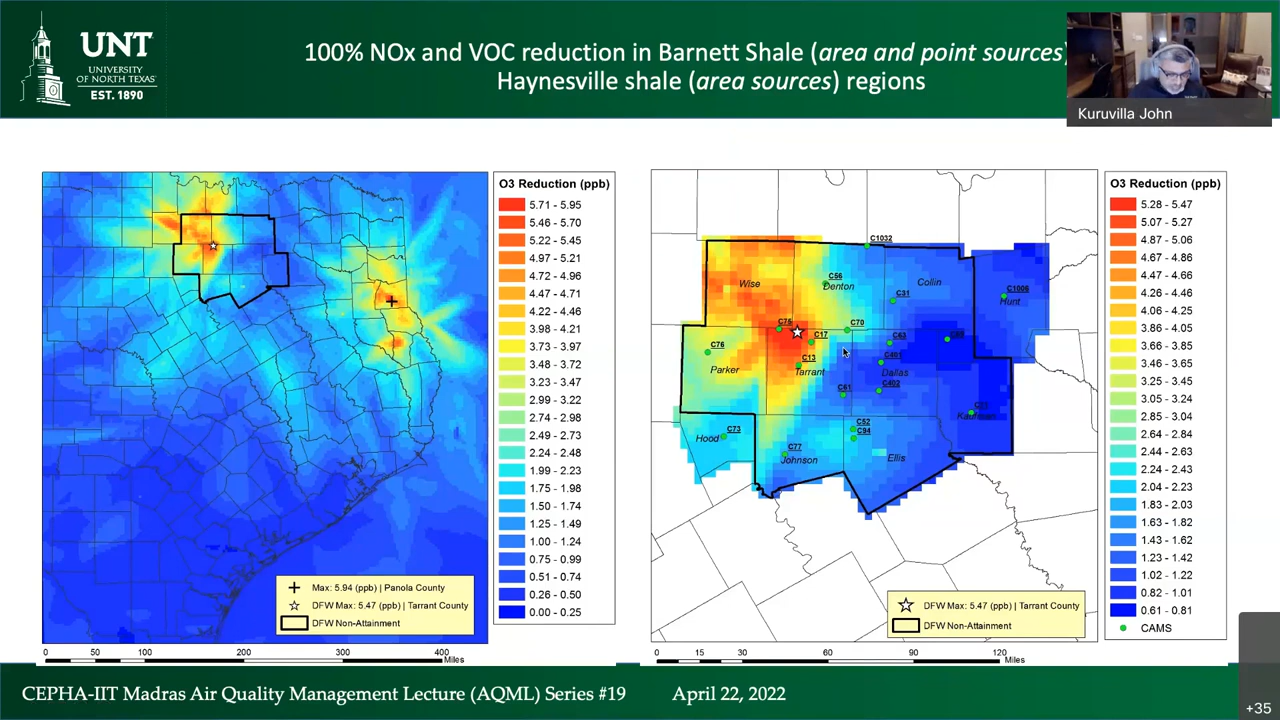 UNT
UNIVERSITY
OF NORTH TEXAS
EST. 1890
100% NOx and VOC reduction in Barnett Shale (area and point sources)
Haynesville shale (area sources) regions
Kuruvilla John
O3 Reduction (ppb)
5.71 - 5.95
5.46 - 5.70
5.22 - 5.45
4.97 - 5.21
4.72 - 4.96
4.47 - 4.71
4.22 - 4.46
3.98 - 4.21
3.73 - 3.97
3.48 - 3.72
3.23 - 3.47
2.99 - 3.22
2.74 - 2.98
2.49 - 2.73
2.24 - 2.48
1.99 - 2.23
1.75 - 1.98
1.50 - 1.74
1.25 - 1.49
1.00 - 1.24
0.75 - 0.99
0.51 - 0.74
0.26 - 0.50
0.00 - 0.25
Max: 5.94 (ppb) | Panola County
DFW Max: 5.47 (ppb) | Tarrant County
DFW Non-Attainment
0 50 100 200 300 400
Miles
C1032
Wise
C56
Denton
Collin
C31
C1006
Hunt
C75
C17
C70
C63
C76
Parker
C13
Tarrant
C401
Dallas
C61
C402
Hood
C73
C52
C94
C77
Johnson
Ellis
Kaufman
O3 Reduction (ppb)
5.28 - 5.47
5.07 - 5.27
4.87 - 5.06
4.67 - 4.86
4.47 - 4.66
4.26 - 4.46
4.06 - 4.25
3.86 - 4.05
3.66 - 3.85
3.46 - 3.65
3.25 - 3.45
3.05 - 3.24
2.85 - 3.04
2.64 - 2.84
2.44 - 2.63
2.24 - 2.43
2.04 - 2.23
1.83 - 2.03
1.63 - 1.82
1.43 - 1.62
1.23 - 1.42
1.02 - 1.22
0.82 - 1.01
0.61 - 0.81
CAMS
DFW Max: 5.47 (ppb) | Tarrant County
DFW Non-Attainment
0 15 30 60 90 120
Miles
CEPHA-IIT Madras Air Quality Management Lecture (AQML) Series #19 April 22, 2022
+35